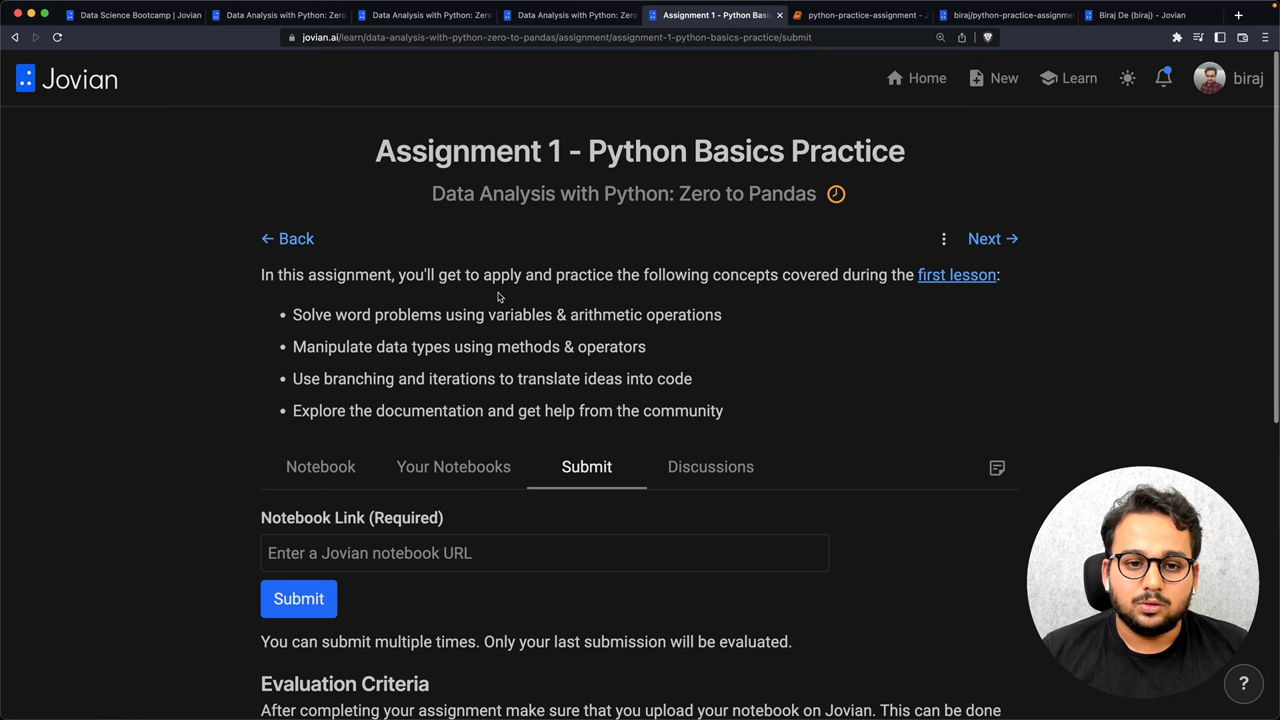 Data Science Bootcamp | Jovian
Data Analysis with Python: Zero
Data Analysis with Python: Zero
Data Analysis with Python: Zero
Assignment 1 - Python Basi
python-practice-assignment - J
biraj/python-practice-assignme
Biraj De (biraj) - Jovian
jovian.ai/learn/data-analysis-with-python-zero-to-pandas/assignment/assignment-1-python-basics-practice/submit
Jovian
Home
New
Learn
biraj
Assignment 1 - Python Basics Practice
Data Analysis with Python: Zero to Pandas
← Back
Next →
In this assignment, you'll get to apply and practice the following concepts covered during the first lesson:
• Solve word problems using variables & arithmetic operations
• Manipulate data types using methods & operators
• Use branching and iterations to translate ideas into code
• Explore the documentation and get help from the community
Notebook
Your Notebooks
Submit
Discussions
Notebook Link (Required)
Enter a Jovian notebook URL
Submit
You can submit multiple times. Only your last submission will be evaluated.
Evaluation Criteria
After completing your assignment make sure that you upload your notebook on Jovian. This can be done
?